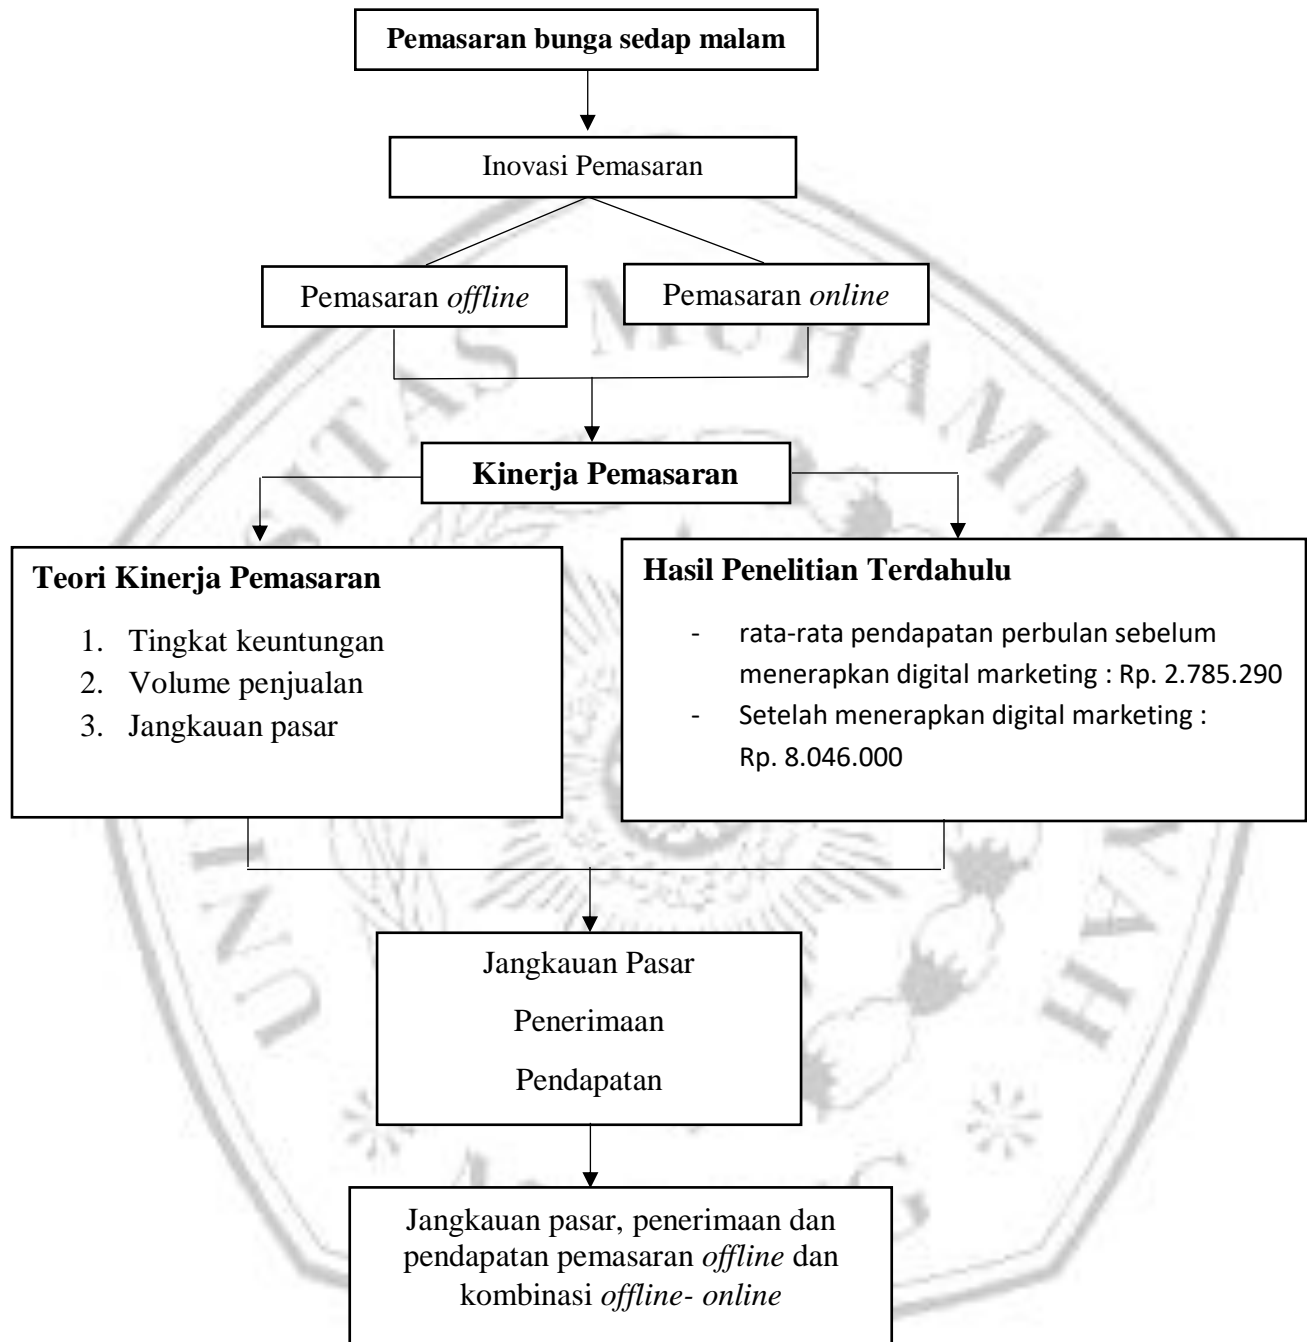 Pemasaran bunga sedap malam
Inovasi Pemasaran
Pemasaran offline
Pemasaran online
Kinerja Pemasaran
Teori Kinerja Pemasaran
1. Tingkat keuntungan
2. Volume penjualan
3. Jangkauan pasar
Hasil Penelitian Terdahulu
- rata-rata pendapatan perbulan sebelum
menerapkan digital marketing : Rp. 2.785.290
- Setelah menerapkan digital marketing :
Rp. 8.046.000
Jangkauan Pasar
Penerimaan
Pendapatan
Jangkauan pasar, penerimaan dan
pendapatan pemasaran offline dan
kombinasi offline- online